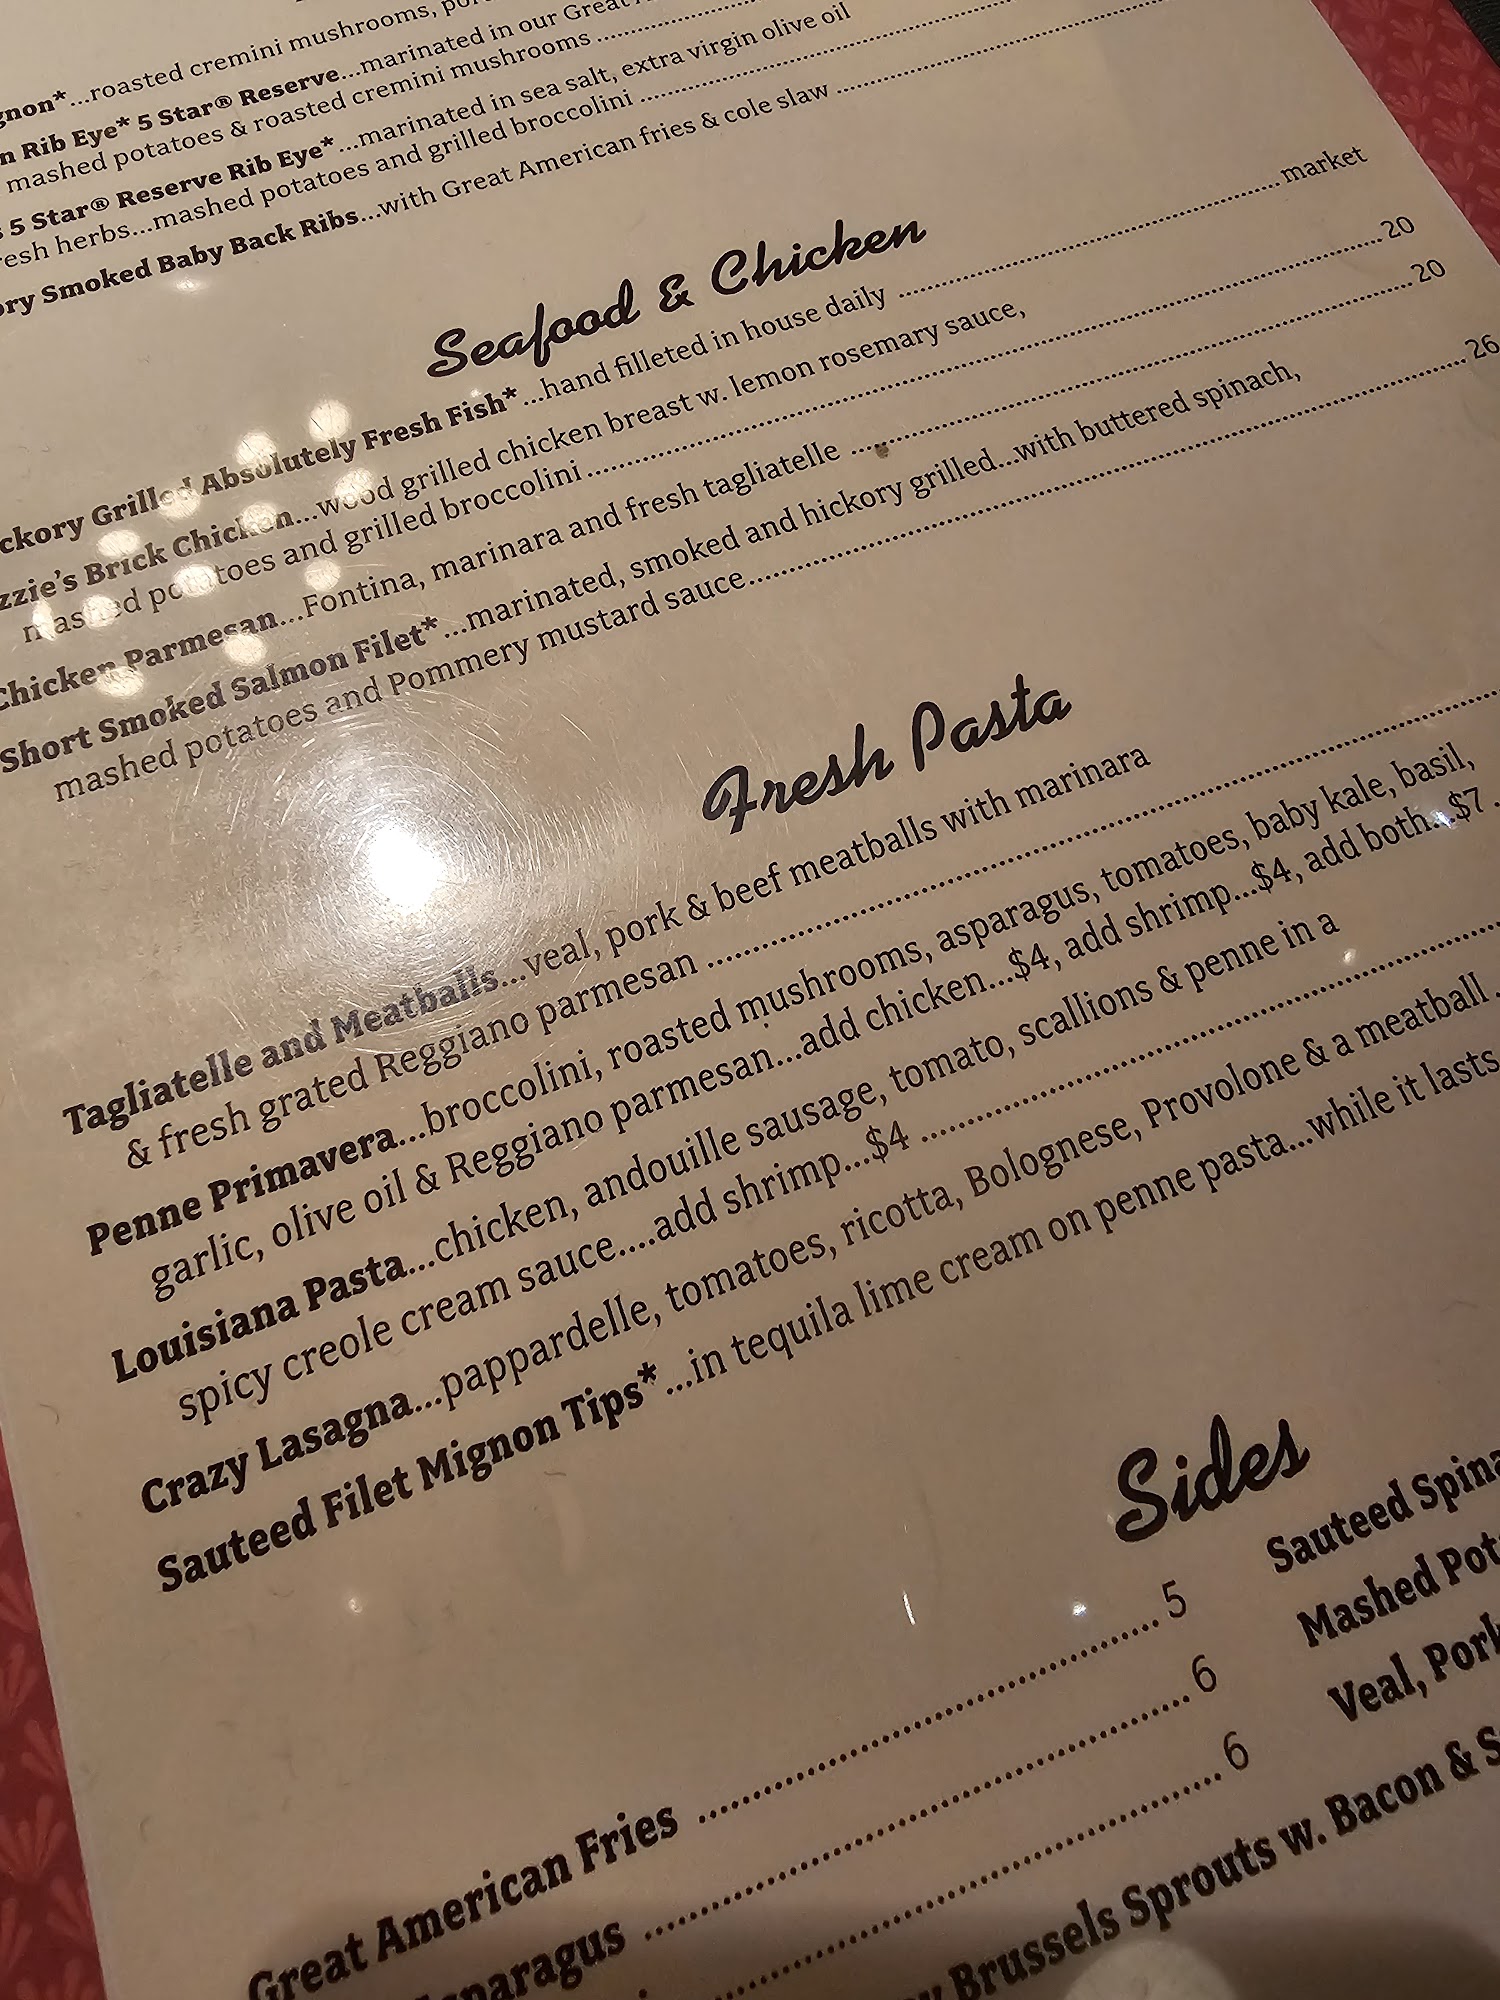 ...roasted cremini mushrooms,
Rib Eye* 5 Star® Reserve...marinated in our Great
mashed potatoes & roasted cremini mushrooms
5 Star® Reserve Rib Eye*...marinated in sea salt, extra virgin olive oil
herbs...mashed potatoes and grilled broccolini
Smoked Baby Back Ribs...with Great American fries & cole slaw
Seafood & Chicken
Grilled Absolutely Fresh Fish*...hand filleted in house daily market
Brick Chicken...wood grilled chicken breast w. lemon rosemary sauce,
mashed potatoes and grilled broccolini 20
Chicken Parmesan...Fontina, marinara and fresh tagliatelle 20
Short Smoked Salmon Filet*...marinated, smoked and hickory grilled...with buttered spinach,
mashed potatoes and Pommery mustard sauce 26
Fresh Pasta
Tagliatelle and Meatballs...veal, pork & beef meatballs with marinara
& fresh grated Reggiano parmesan
Penne Primavera...broccolini, roasted mushrooms, asparagus, tomatoes, baby kale, basil,
garlic, olive oil & Reggiano parmesan...add chicken...$4, add shrimp...$4, add both...$7
Louisiana Pasta...chicken, andouille sausage, tomato, scallions & penne in a
spicy creole cream sauce....add shrimp...$4
Crazy Lasagna...pappardelle, tomatoes, ricotta, Bolognese, Provolone & a meatball
Sauteed Filet Mignon Tips*...in tequila lime cream on penne pasta...while it lasts
Sides
Great American Fries 5
Asparagus 6
6
Sauteed
Mashed
Veal,
Brussels Sprouts w. Bacon &